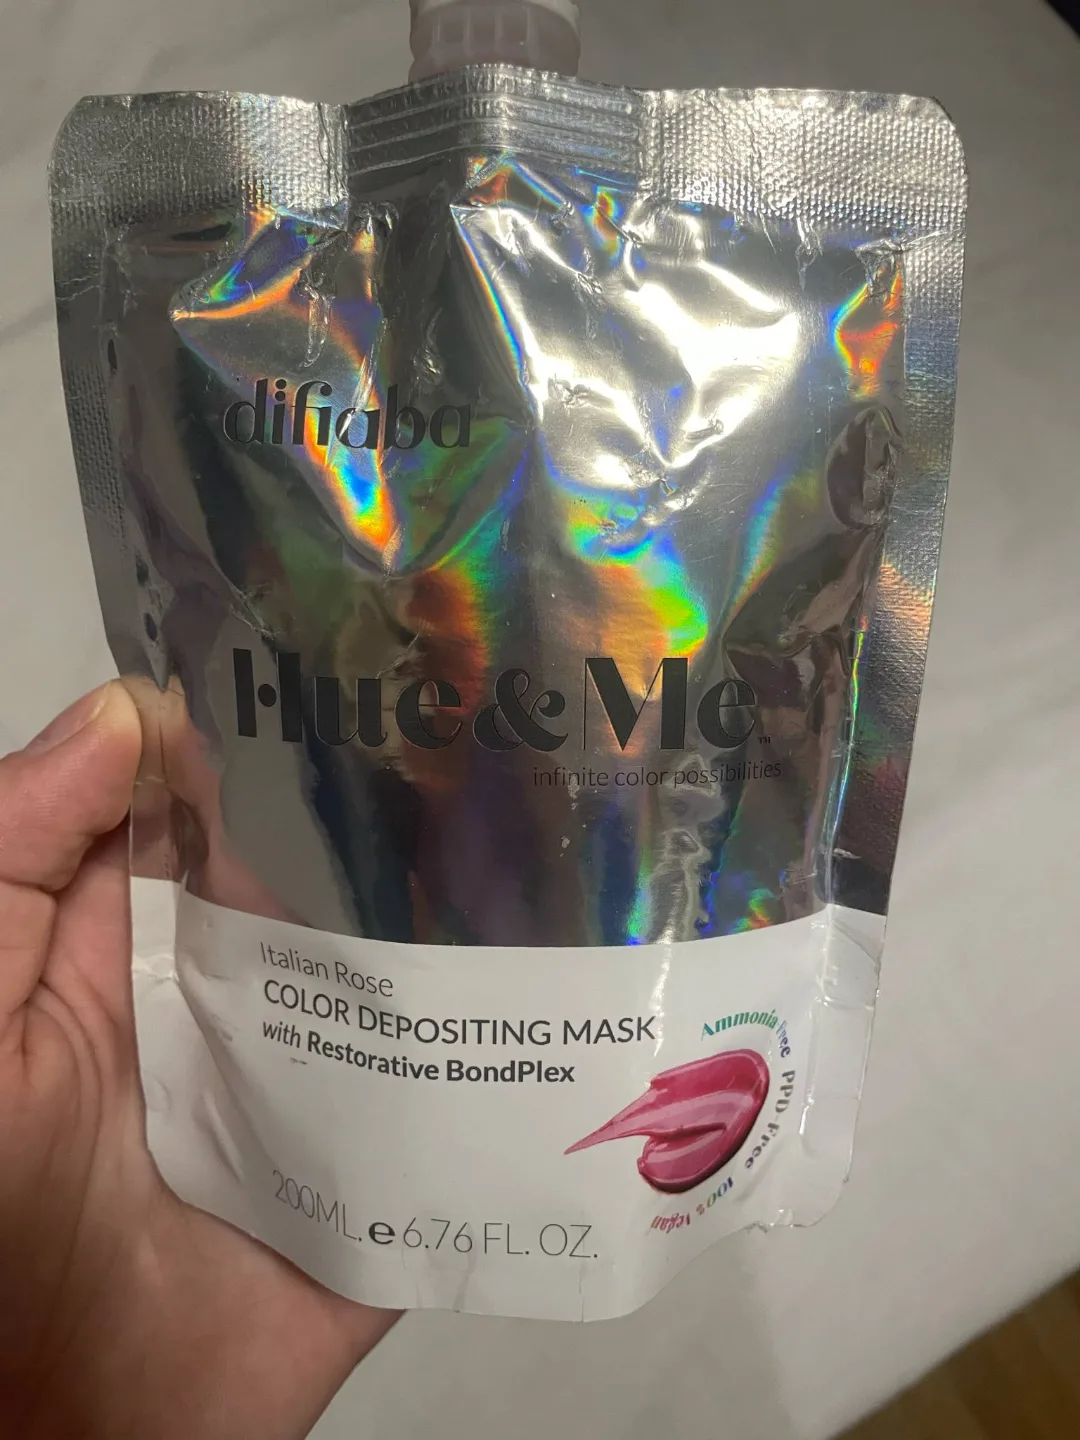 difiaba
Hue&Me™
infinite color possibilities
Italian Rose
COLOR DEPOSITING MASK
with Restorative BondPlex
Ammonia-Free PPD-Free 100% Vegan
200ML.e6.76 FL. OZ.